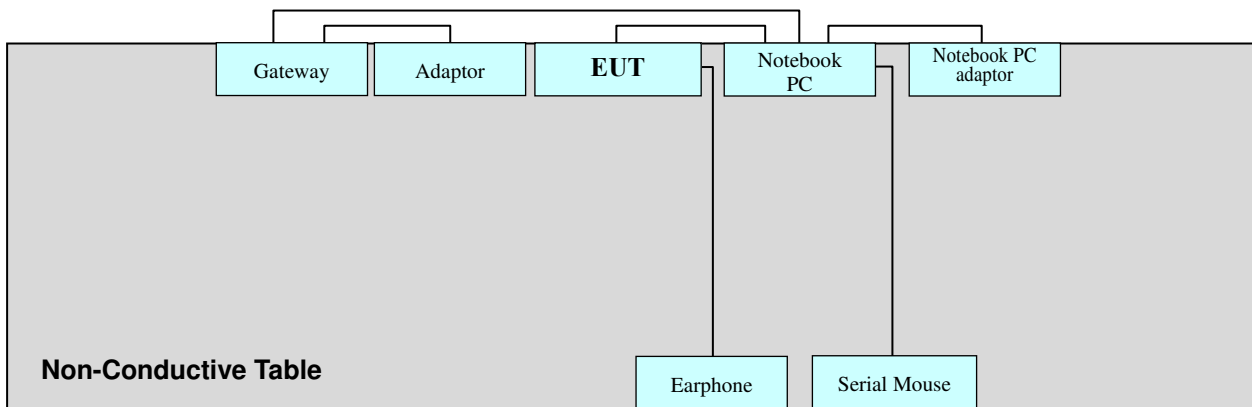 Gateway
Adaptor
EUT
Notebook
PC
Notebook PC
adaptor
Non-Conductive Table
Earphone
Serial Mouse